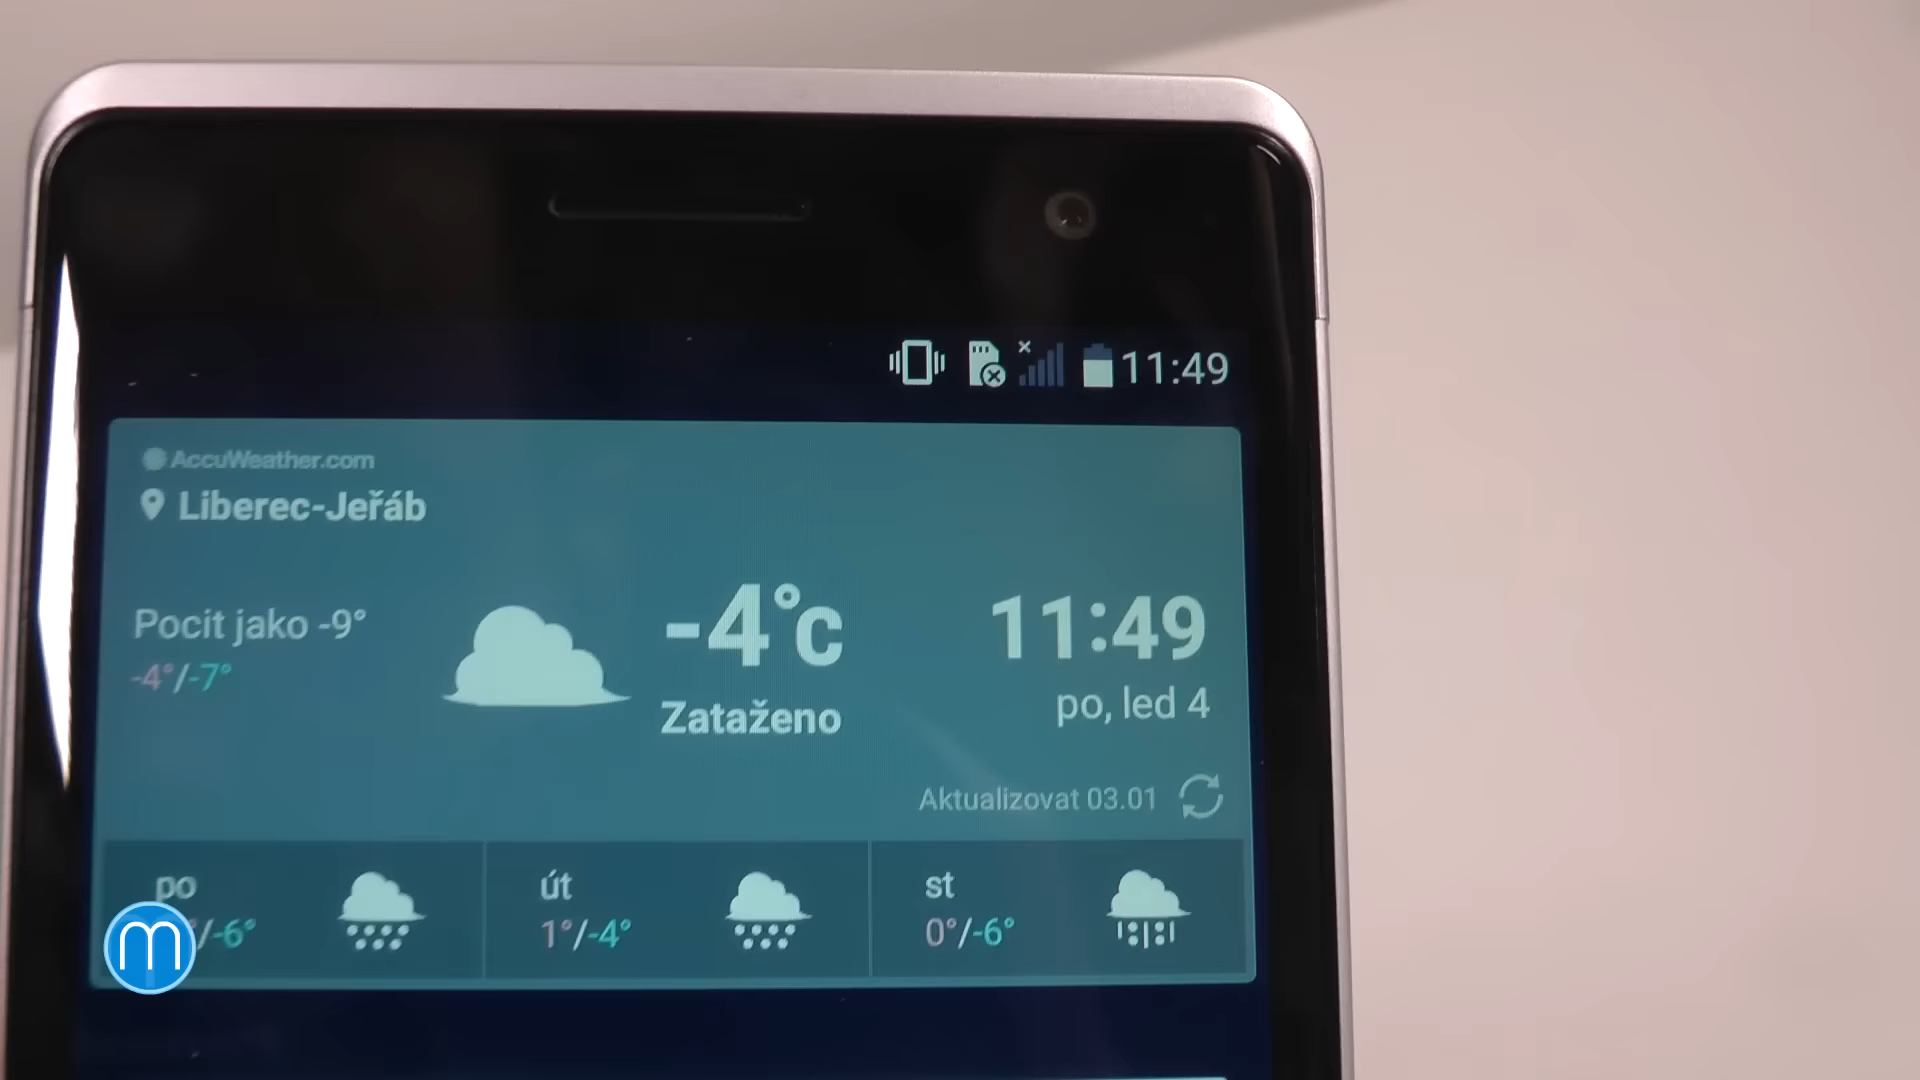 11:49
AccuWeather.com
Liberec-Jeřáb
Pocit jako -9°
-4°/-7°
-4°C
Zataženo
11:49
po, led 4
Aktualizovat 03.01
po
/-6°
út
1°/-4°
st
0°/-6°
m